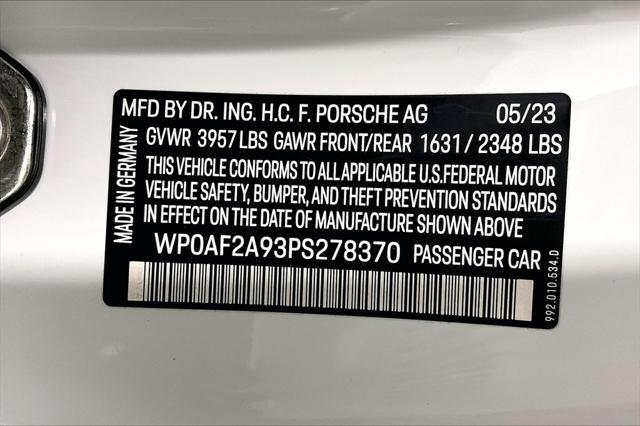 MFD BY DR. ING. H.C. F. PORSCHE AG 05/23
GVWR 3957 LBS GAWR FRONT/REAR 1631 / 2348 LBS
THIS VEHICLE CONFORMS TO ALL APPLICABLE U.S. FEDERAL MOTOR
VEHICLE SAFETY, BUMPER, AND THEFT PREVENTION STANDARDS
IN EFFECT ON THE DATE OF MANUFACTURE SHOWN ABOVE
WP0AF2A93PS278370 PASSENGER CAR
MADE IN GERMANY
992.010.534.D